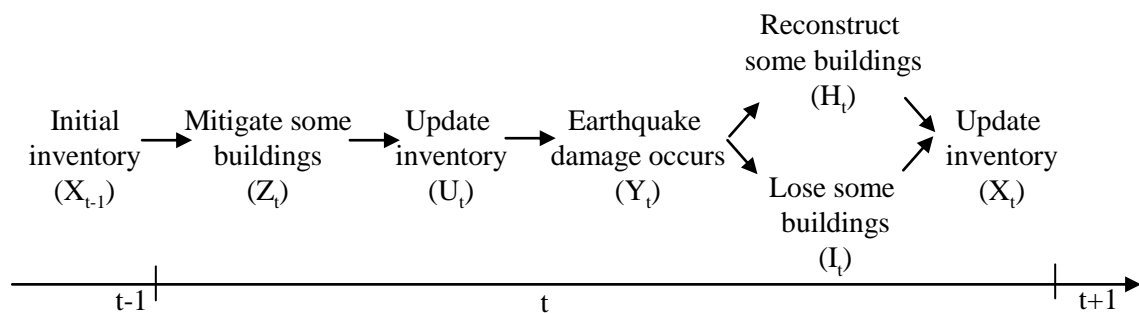 Initial
inventory
(X_{t-1})
Mitigate some
buildings
(Z_t)
Update
inventory
(U_t)
Earthquake
damage occurs
(Y_t)
Reconstruct
some buildings
(H_t)
Lose some
buildings
(I_t)
Update
inventory
(X_t)
t-1
t
t+1